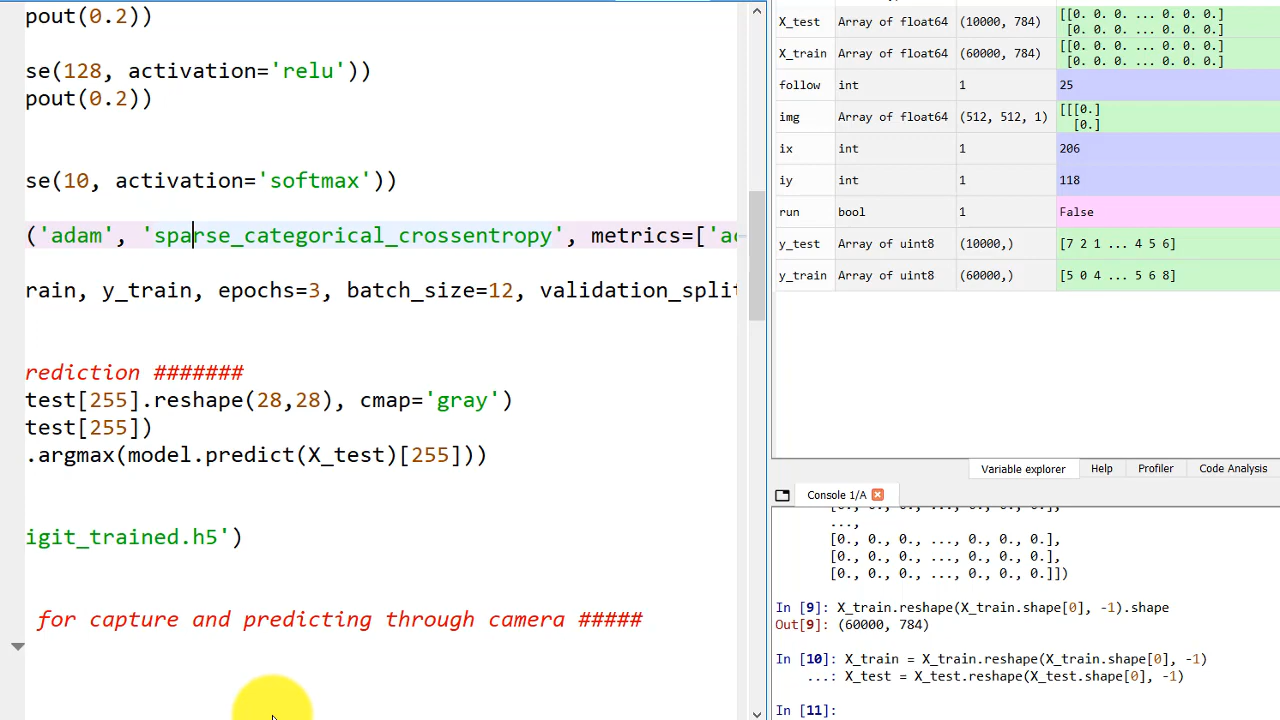 pout(0.2))
se(128, activation='relu'))
pout(0.2))
se(10, activation='softmax'))
('adam', 'sparse_categorical_crossentropy', metrics=['ac
rain, y_train, epochs=3, batch_size=12, validation_split
rediction #######
test[255].reshape(28,28), cmap='gray')
test[255])
.argmax(model.predict(X_test)[255]))
igit_trained.h5')
for capture and predicting through camera #####
X_test Array of float64 (10000, 784) [[0. 0. 0. ... 0. 0. 0.]
[0. 0. 0. ... 0. 0. 0.]
X_train Array of float64 (60000, 784) [[0. 0. 0. ... 0. 0. 0.]
[0. 0. 0. ... 0. 0. 0.]
follow int 1 25
img Array of float64 (512, 512, 1) [[[0.]
[0.]
ix int 1 206
iy int 1 118
run bool 1 False
y_test Array of uint8 (10000,) [7 2 1 ... 4 5 6]
y_train Array of uint8 (60000,) [5 0 4 ... 5 6 8]
Variable explorer Help Profiler Code Analysis
Console 1/A
[0., 0., 0., ..., 0., 0., 0.],
...,
[0., 0., 0., ..., 0., 0., 0.],
[0., 0., 0., ..., 0., 0., 0.],
[0., 0., 0., ..., 0., 0., 0.]])
In [9]: X_train.reshape(X_train.shape[0], -1).shape
Out[9]: (60000, 784)
In [10]: X_train = X_train.reshape(X_train.shape[0], -1)
...: X_test = X_test.reshape(X_test.shape[0], -1)
In [11]: